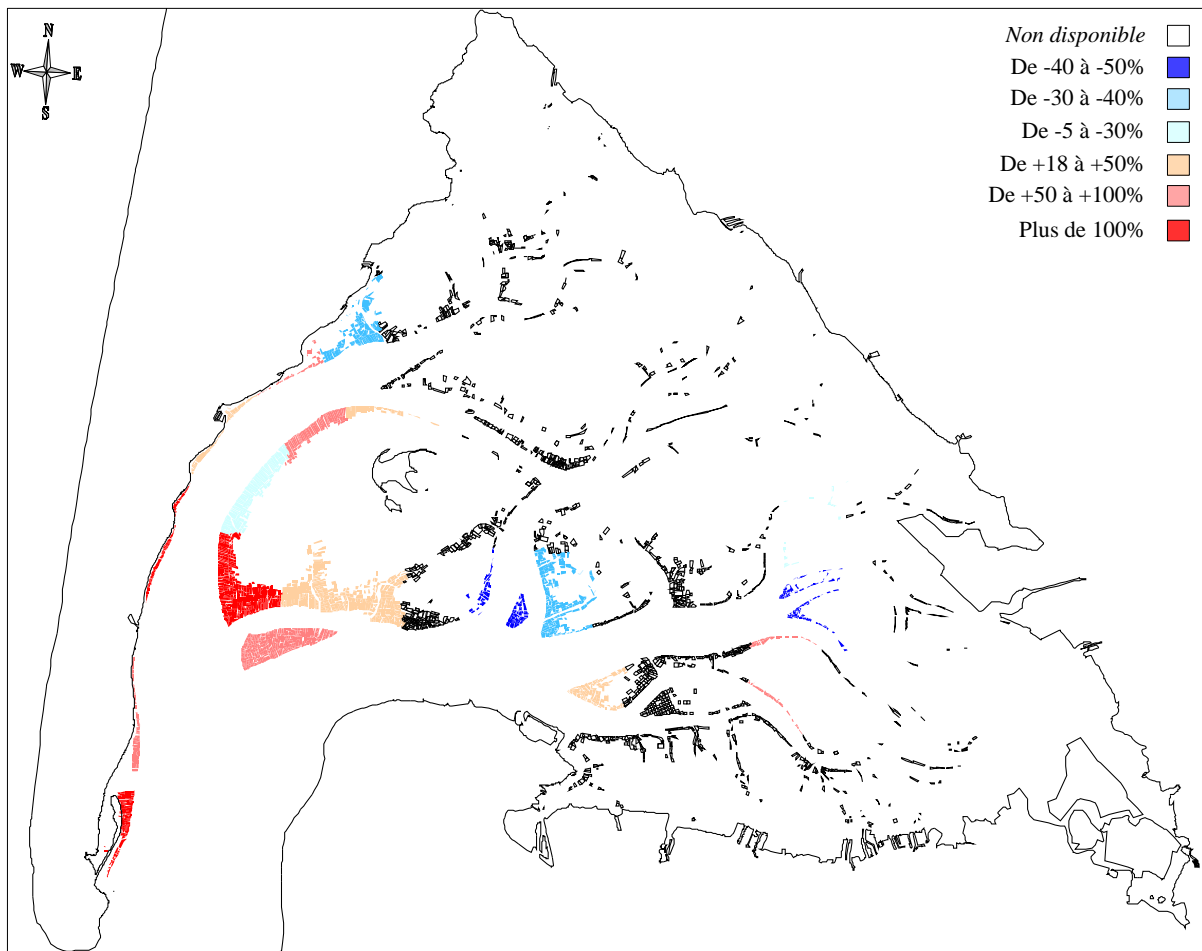 N
W E
S
Non disponible
De -40 à -50%
De -30 à -40%
De -5 à -30%
De +18 à +50%
De +50 à +100%
Plus de 100%